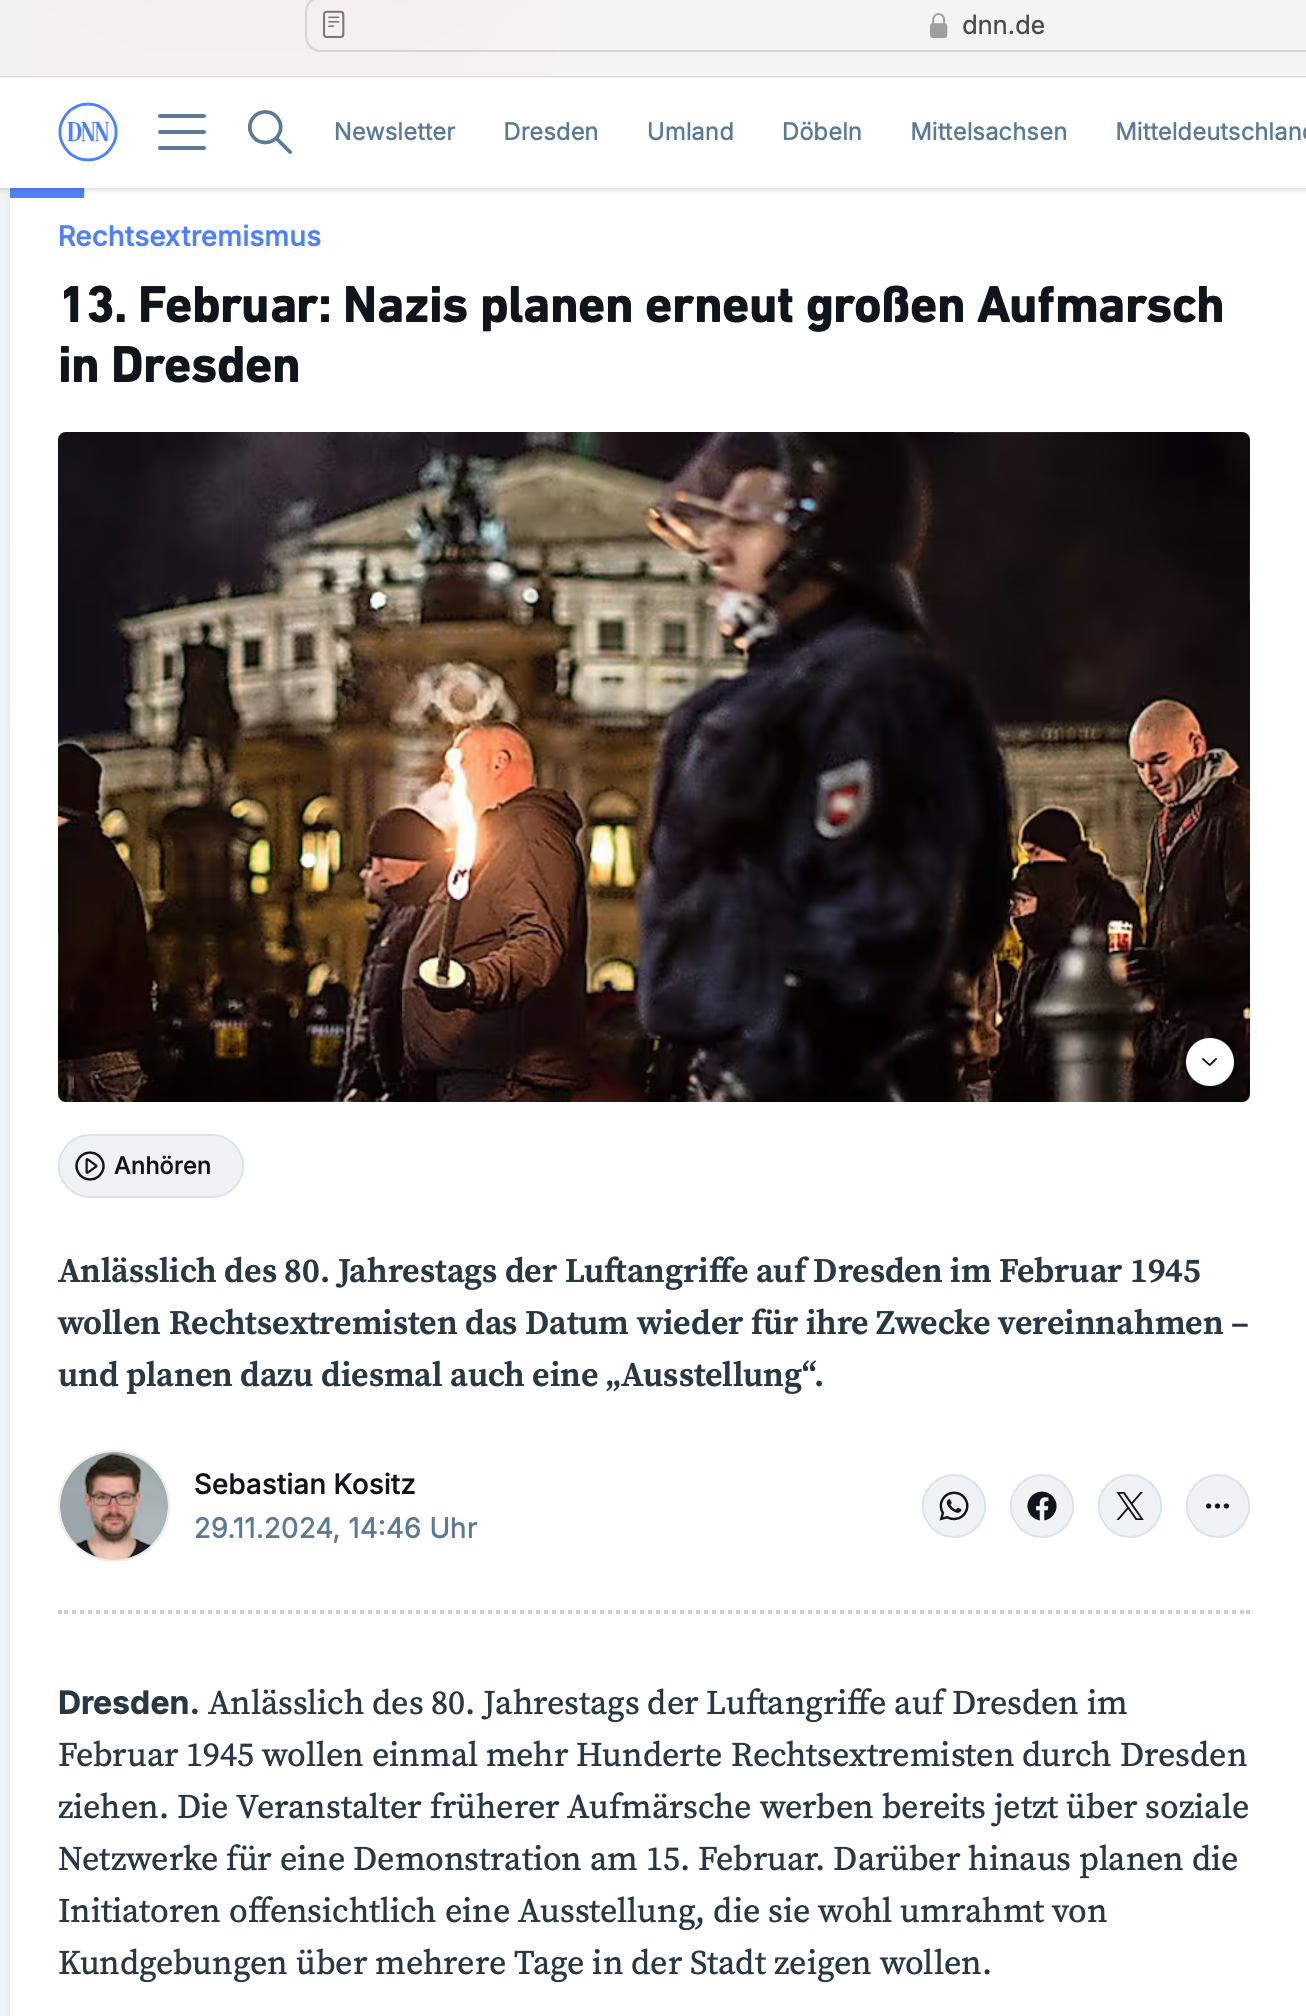 dnn.de
DNN
Newsletter
Dresden
Umland
Döbeln
Mittelsachsen
Mitteldeutschland
Rechtsextremismus
13. Februar: Nazis planen erneut großen Aufmarsch
in Dresden
Anhören
Anlässlich des 80. Jahrestags der Luftangriffe auf Dresden im Februar 1945
wollen Rechtsextremisten das Datum wieder für ihre Zwecke vereinnahmen –
und planen dazu diesmal auch eine „Ausstellung“.
Sebastian Kositz
29.11.2024, 14:46 Uhr
Dresden. Anlässlich des 80. Jahrestags der Luftangriffe auf Dresden im
Februar 1945 wollen einmal mehr Hunderte Rechtsextremisten durch Dresden
ziehen. Die Veranstalter früherer Aufmärsche werben bereits jetzt über soziale
Netzwerke für eine Demonstration am 15. Februar. Darüber hinaus planen die
Initiatoren offensichtlich eine Ausstellung, die sie wohl umrahmt von
Kundgebungen über mehrere Tage in der Stadt zeigen wollen.